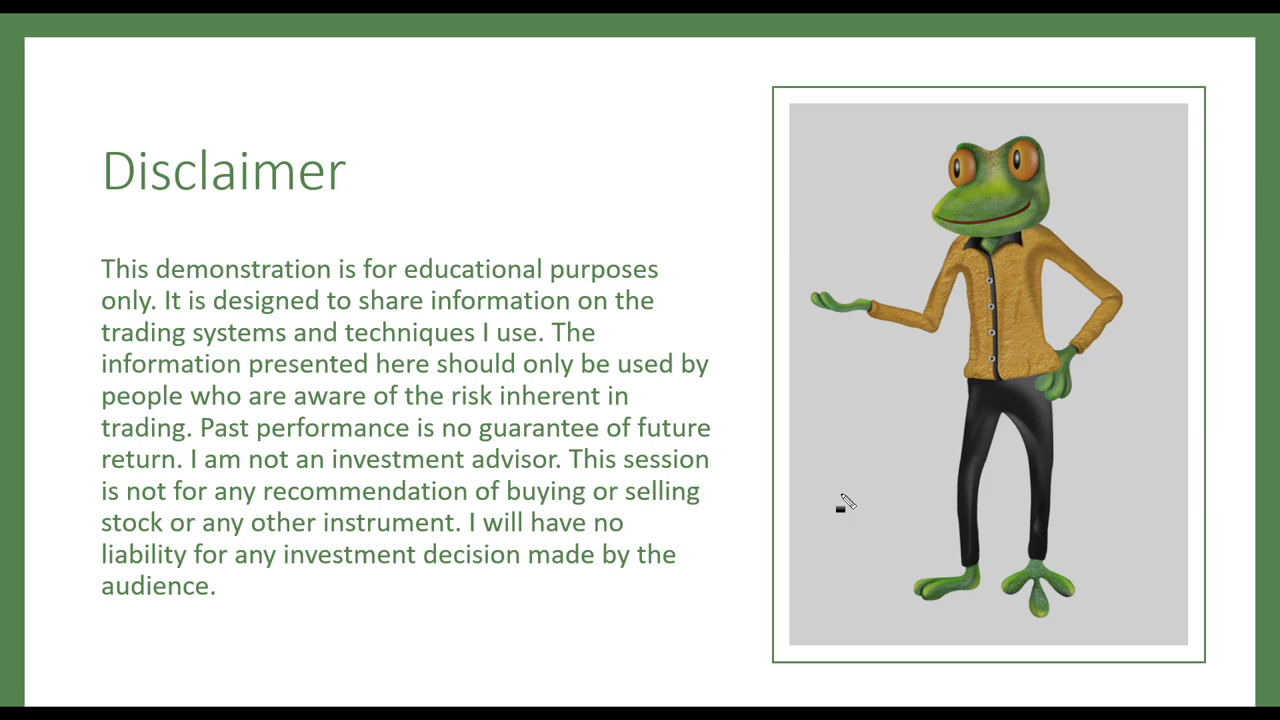 Disclaimer
This demonstration is for educational purposes
only. It is designed to share information on the
trading systems and techniques I use. The
information presented here should only be used by
people who are aware of the risk inherent in
trading. Past performance is no guarantee of future
return. I am not an investment advisor. This session
is not for any recommendation of buying or selling
stock or any other instrument. I will have no
liability for any investment decision made by the
audience.